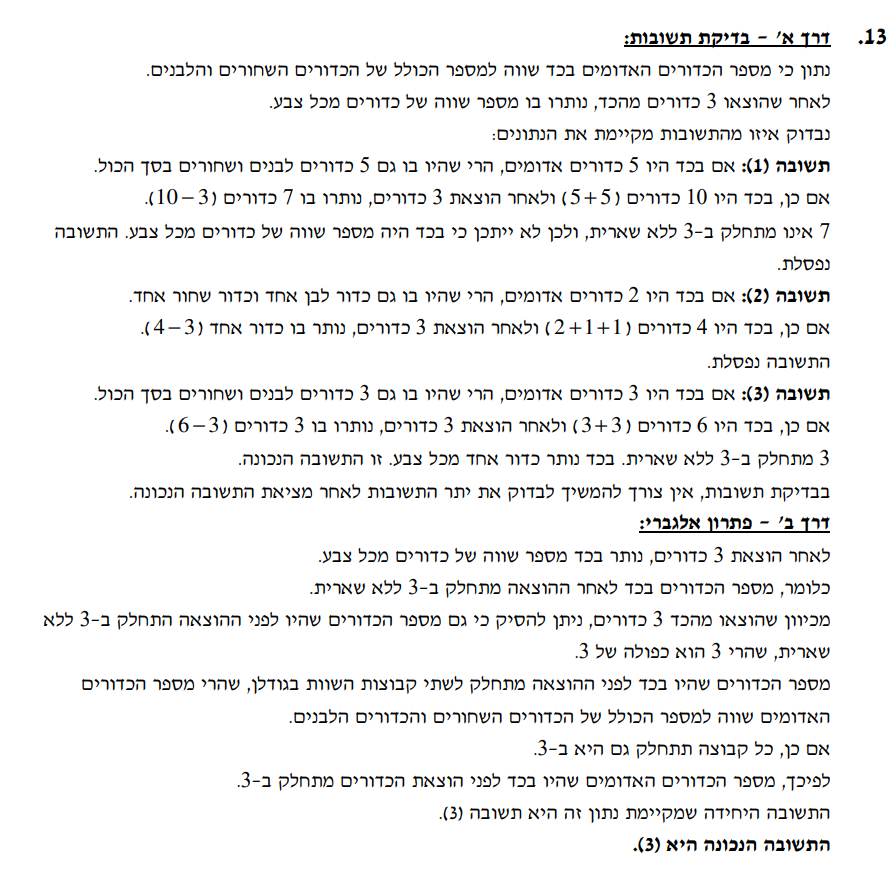 13. דרך א' – בדיקת תשובות:
נתון כי מספר הכדורים האדומים בכד שווה למספר הכולל של הכדורים השחורים והלבנים.
לאחר שהוצאו 3 כדורים מהכד, נותרו בו מספר שווה של כדורים מכל צבע.
נבדוק איזו מהתשובות מקיימת את הנתונים:
תשובה (1): אם בכד היו 5 כדורים אדומים, הרי שהיו בו גם 5 כדורים לבנים ושחורים בסך הכול.
אם כן, בכד היו 10 כדורים (5+5) ולאחר הוצאת 3 כדורים, נותרו בו 7 כדורים (10−3).
7 אינו מתחלק ב-3 ללא שארית, ולכן לא ייתכן כי בכד היה מספר שווה של כדורים מכל צבע. התשובה
נפסלת.
תשובה (2): אם בכד היו 2 כדורים אדומים, הרי שהיו בו גם כדור לבן אחד וכדור שחור אחד.
אם כן, בכד היו 4 כדורים (2+1+1) ולאחר הוצאת 3 כדורים, נותר בו כדור אחד (4−3).
התשובה נפסלת.
תשובה (3): אם בכד היו 3 כדורים אדומים, הרי שהיו בו גם 3 כדורים לבנים ושחורים בסך הכול.
אם כן, בכד היו 6 כדורים (3+3) ולאחר הוצאת 3 כדורים, נותרו בו 3 כדורים (6−3).
3 מתחלק ב-3 ללא שארית. בכד נותר כדור אחד מכל צבע. זו התשובה הנכונה.
בבדיקת תשובות, אין צורך להמשיך לבדוק את יתר התשובות לאחר מציאת התשובה הנכונה.
דרך ב' – פתרון אלגברי:
לאחר הוצאת 3 כדורים, נותר בכד מספר שווה של כדורים מכל צבע.
כלומר, מספר הכדורים בכד לאחר ההוצאה מתחלק ב-3 ללא שארית.
מכיוון שהוצאו מהכד 3 כדורים, ניתן להסיק כי גם מספר הכדורים שהיו לפני ההוצאה התחלק ב-3 ללא
שארית, שהרי 3 הוא כפולה של 3.
מספר הכדורים שהיו בכד לפני ההוצאה מתחלק לשתי קבוצות השוות בגודלן, שהרי מספר הכדורים
האדומים שווה למספר הכולל של הכדורים השחורים והכדורים הלבנים.
אם כן, כל קבוצה תתחלק גם היא ב-3.
לפיכך, מספר הכדורים האדומים שהיו בכד לפני הוצאת הכדורים מתחלק ב-3.
התשובה היחידה שמקיימת נתון זה היא תשובה (3).
התשובה הנכונה היא (3).